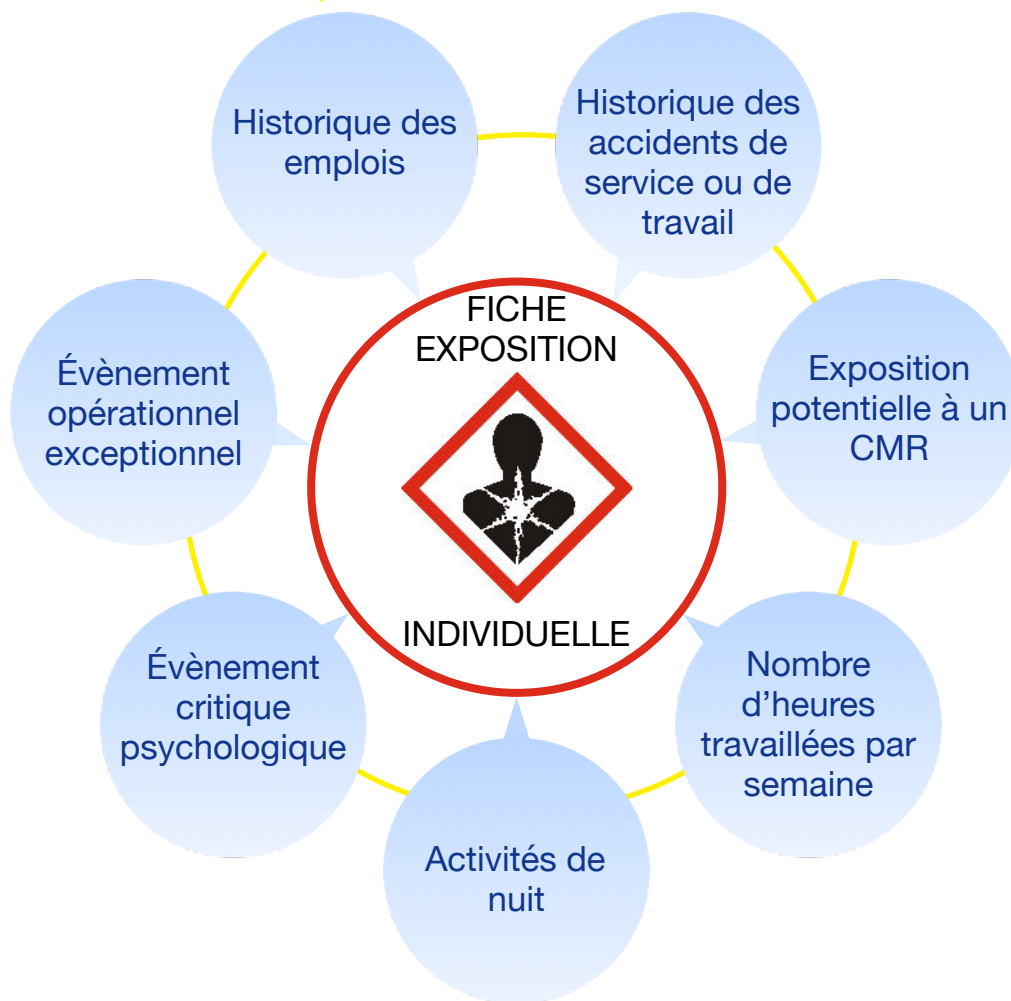 Historique des
emplois
Historique des
accidents de
service ou de
travail
Exposition
potentielle à un
CMR
Nombre
d’heures
travaillées par
semaine
Activités de
nuit
Évènement
critique
psychologique
Évènement
opérationnel
exceptionnel
FICHE
EXPOSITION
INDIVIDUELLE